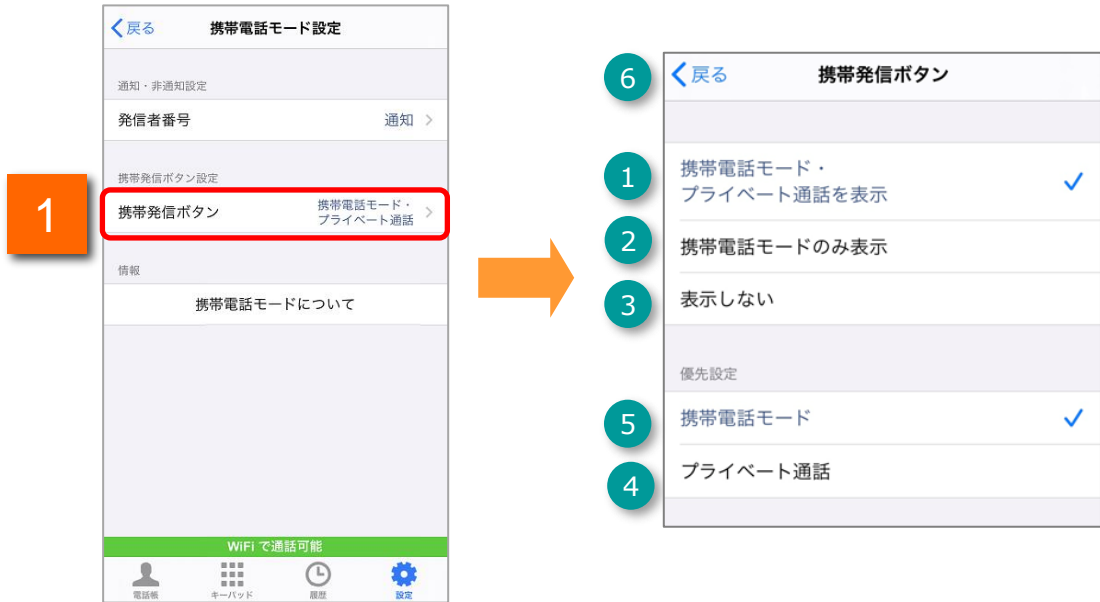 戻る 携帯電話モード設定
通知・非通知設定
発信者番号 通知
携帯発信ボタン設定
1
携帯発信ボタン 携帯電話モード・
プライベート通話
情報
携帯電話モードについて
WiFi で通話可能
電話帳 キーパッド 履歴 設定
6 戻る 携帯発信ボタン
1 携帯電話モード・
プライベート通話を表示
2 携帯電話モードのみ表示
3 表示しない
優先設定
5 携帯電話モード
4 プライベート通話